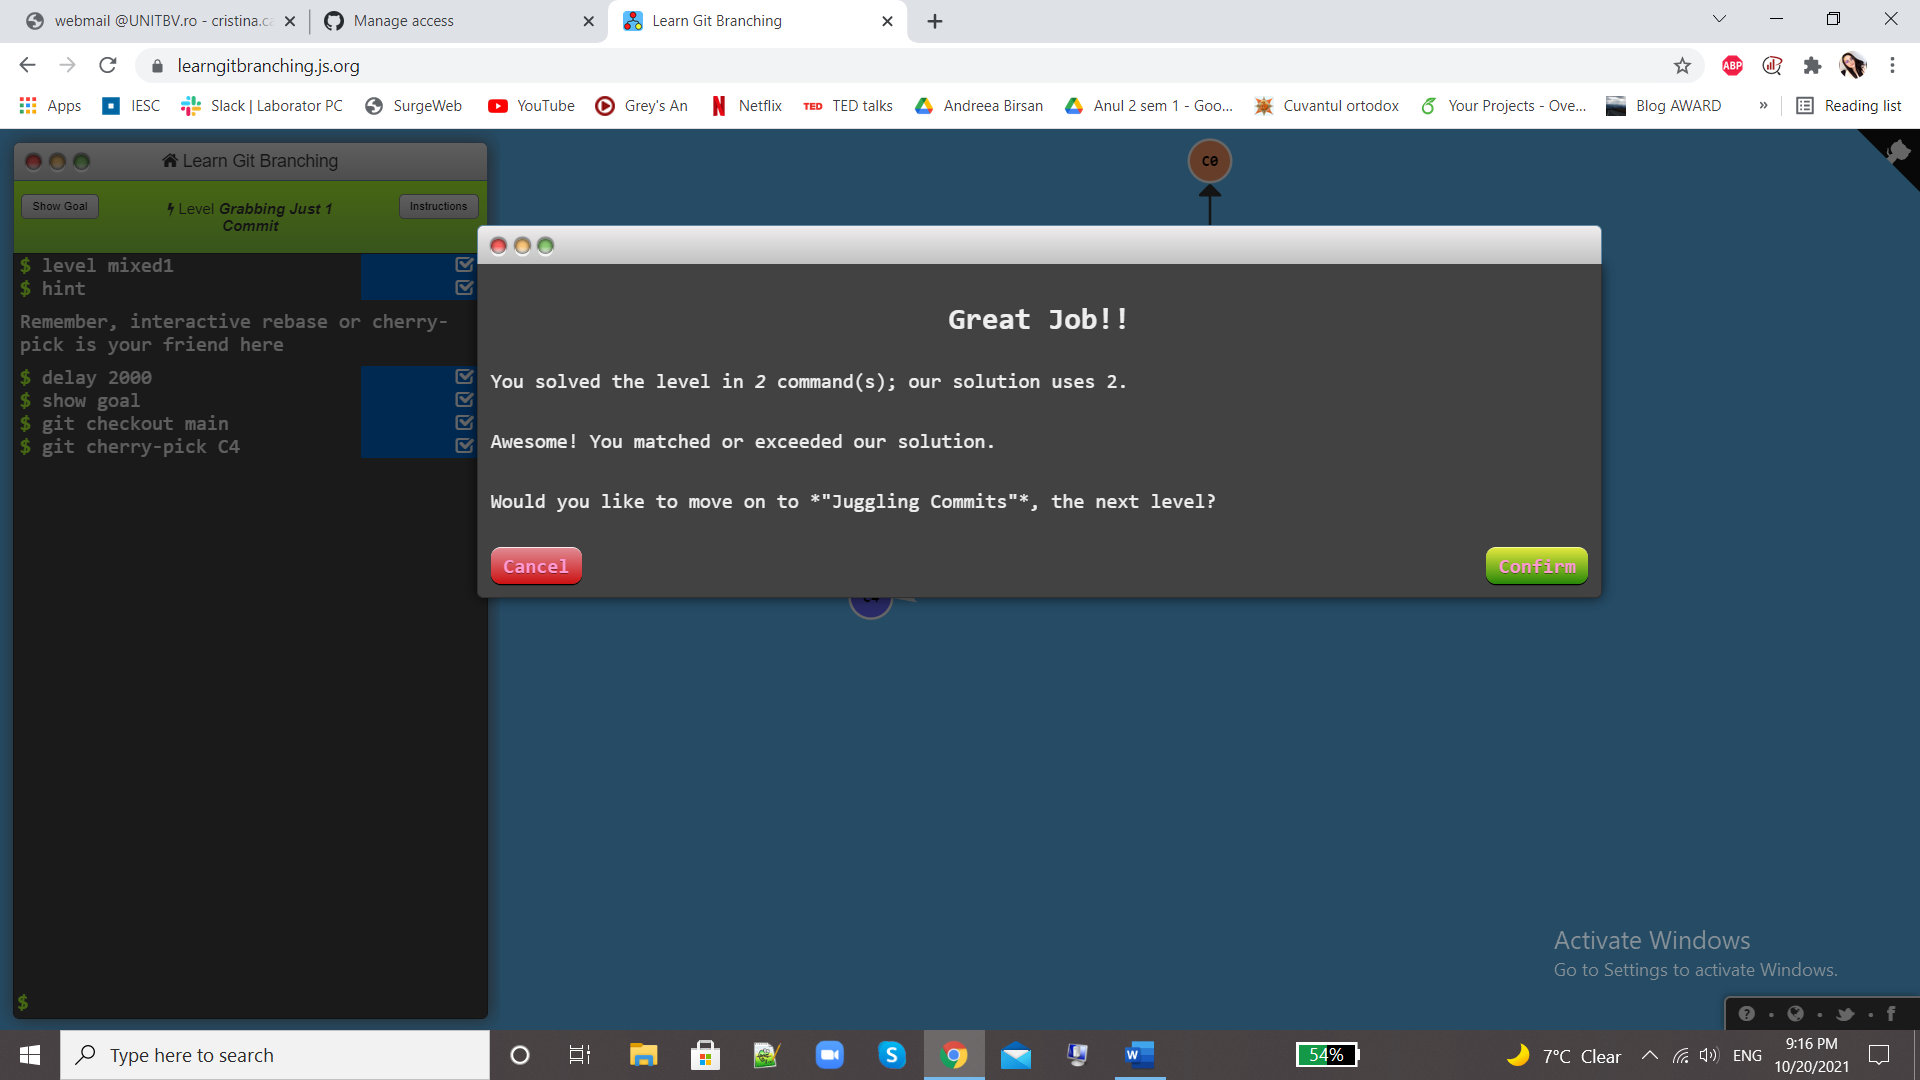 webmail @UNITBV.ro - cristina.ca
Manage access
Learn Git Branching
learngitbranching.js.org
ABP
Apps
IESC
Slack | Laborator PC
SurgeWeb
YouTube
Grey's An
Netflix
TED
TED talks
Andreea Birsan
Anul 2 sem 1 - Goo...
Cuvantul ortodox
Your Projects - Ove...
Blog AWARD
»
Reading list
Learn Git Branching
Show Goal
Level Grabbing Just 1
Commit
Instructions
$ level mixed1
$ hint
Remember, interactive rebase or cherry-
pick is your friend here
$ delay 2000
$ show goal
$ git checkout main
$ git cherry-pick C4
$
C0
Great Job!!
You solved the level in 2 command(s); our solution uses 2.
Awesome! You matched or exceeded our solution.
Would you like to move on to *"Juggling Commits"*, the next level?
Cancel
Confirm
Activate Windows
Go to Settings to activate Windows.
Type here to search
54%
7°C Clear
ENG
9:16 PM
10/20/2021